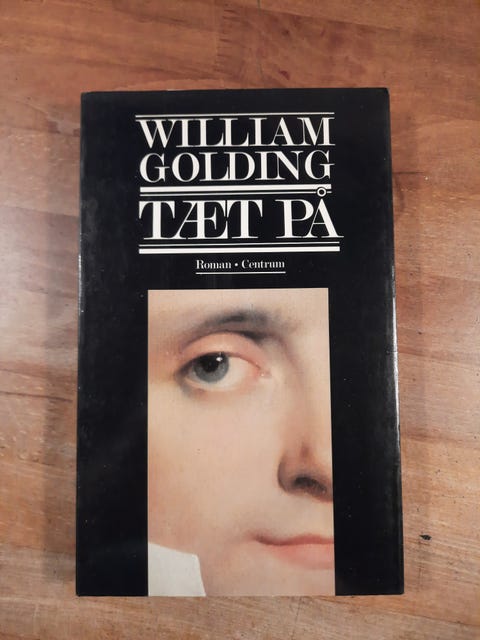 WILLIAM
GOLDING
TÆT PÅ
Roman • Centrum